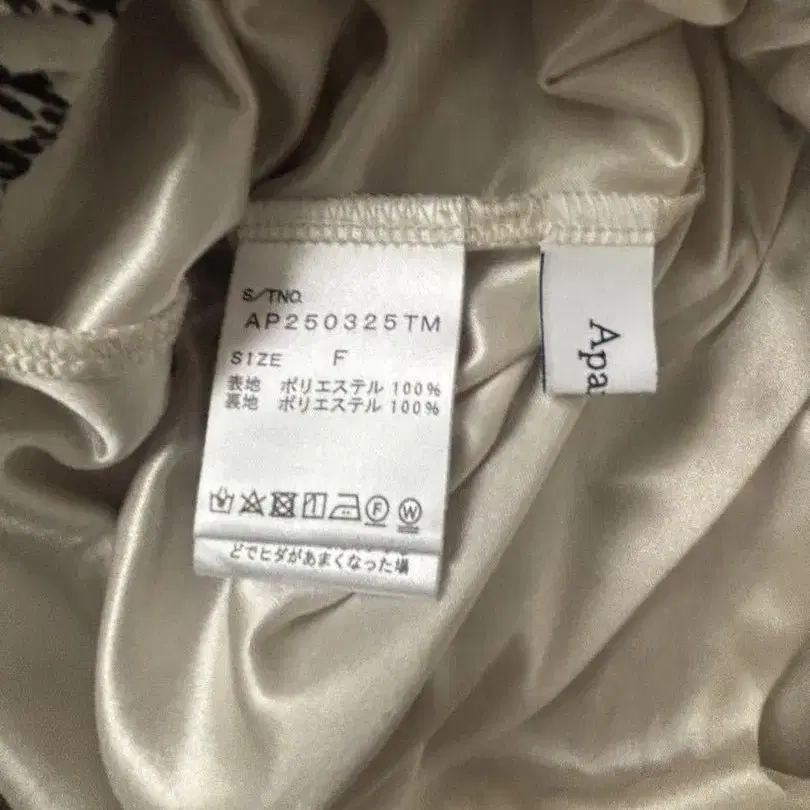 S/TNO.
AP250325TM
SIZE F
表地 ポリエステル 100%
裏地 ポリエステル 100%
F W
どでヒダがあまくなった場
Apa